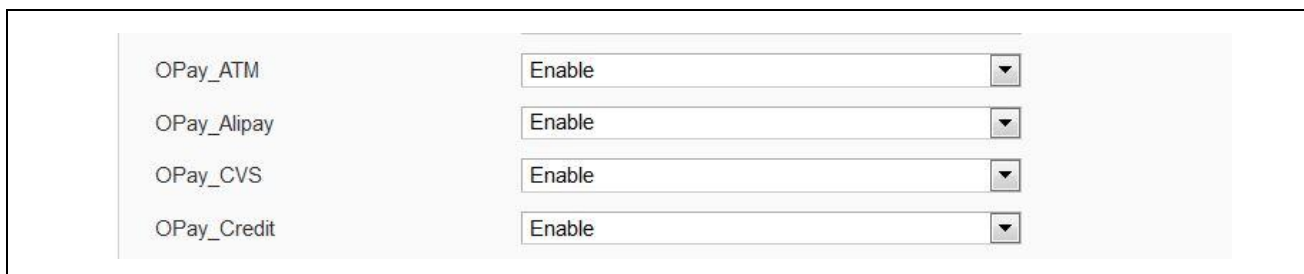 OPay_ATM Enable
OPay_Alipay Enable
OPay_CVS Enable
OPay_Credit Enable